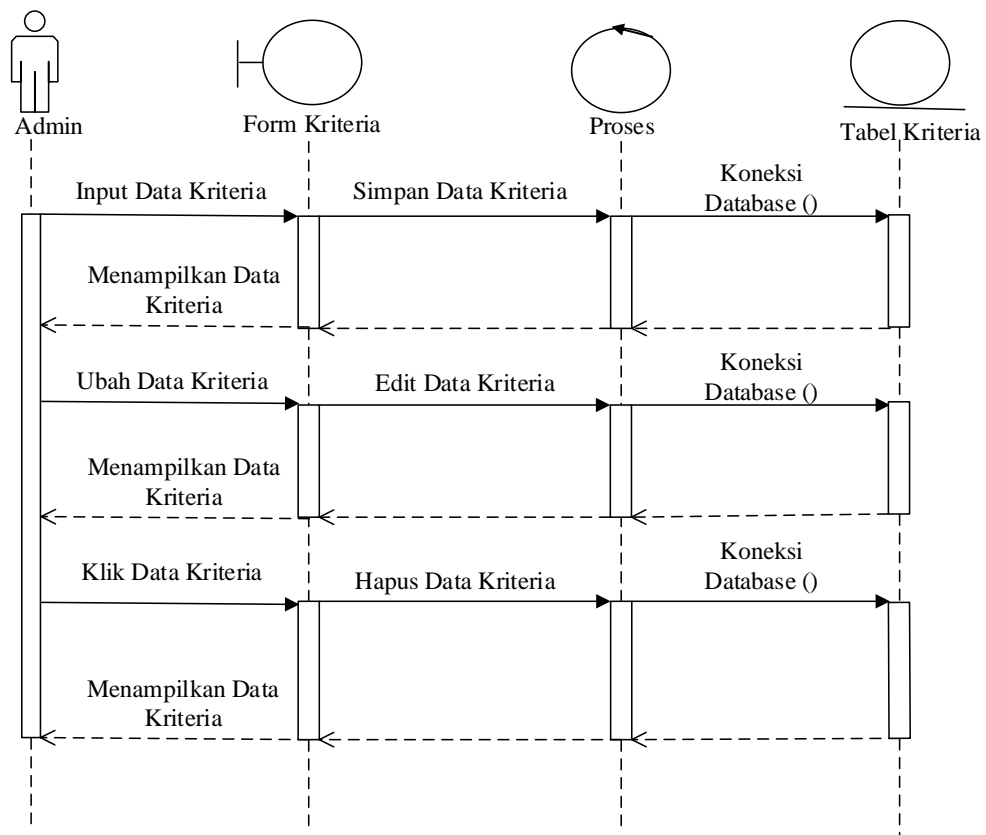 Admin
Form Kriteria
Proses
Tabel Kriteria
Input Data Kriteria
Simpan Data Kriteria
Koneksi
Database ()
Menampilkan Data
Kriteria
Ubah Data Kriteria
Edit Data Kriteria
Koneksi
Database ()
Menampilkan Data
Kriteria
Klik Data Kriteria
Hapus Data Kriteria
Koneksi
Database ()
Menampilkan Data
Kriteria